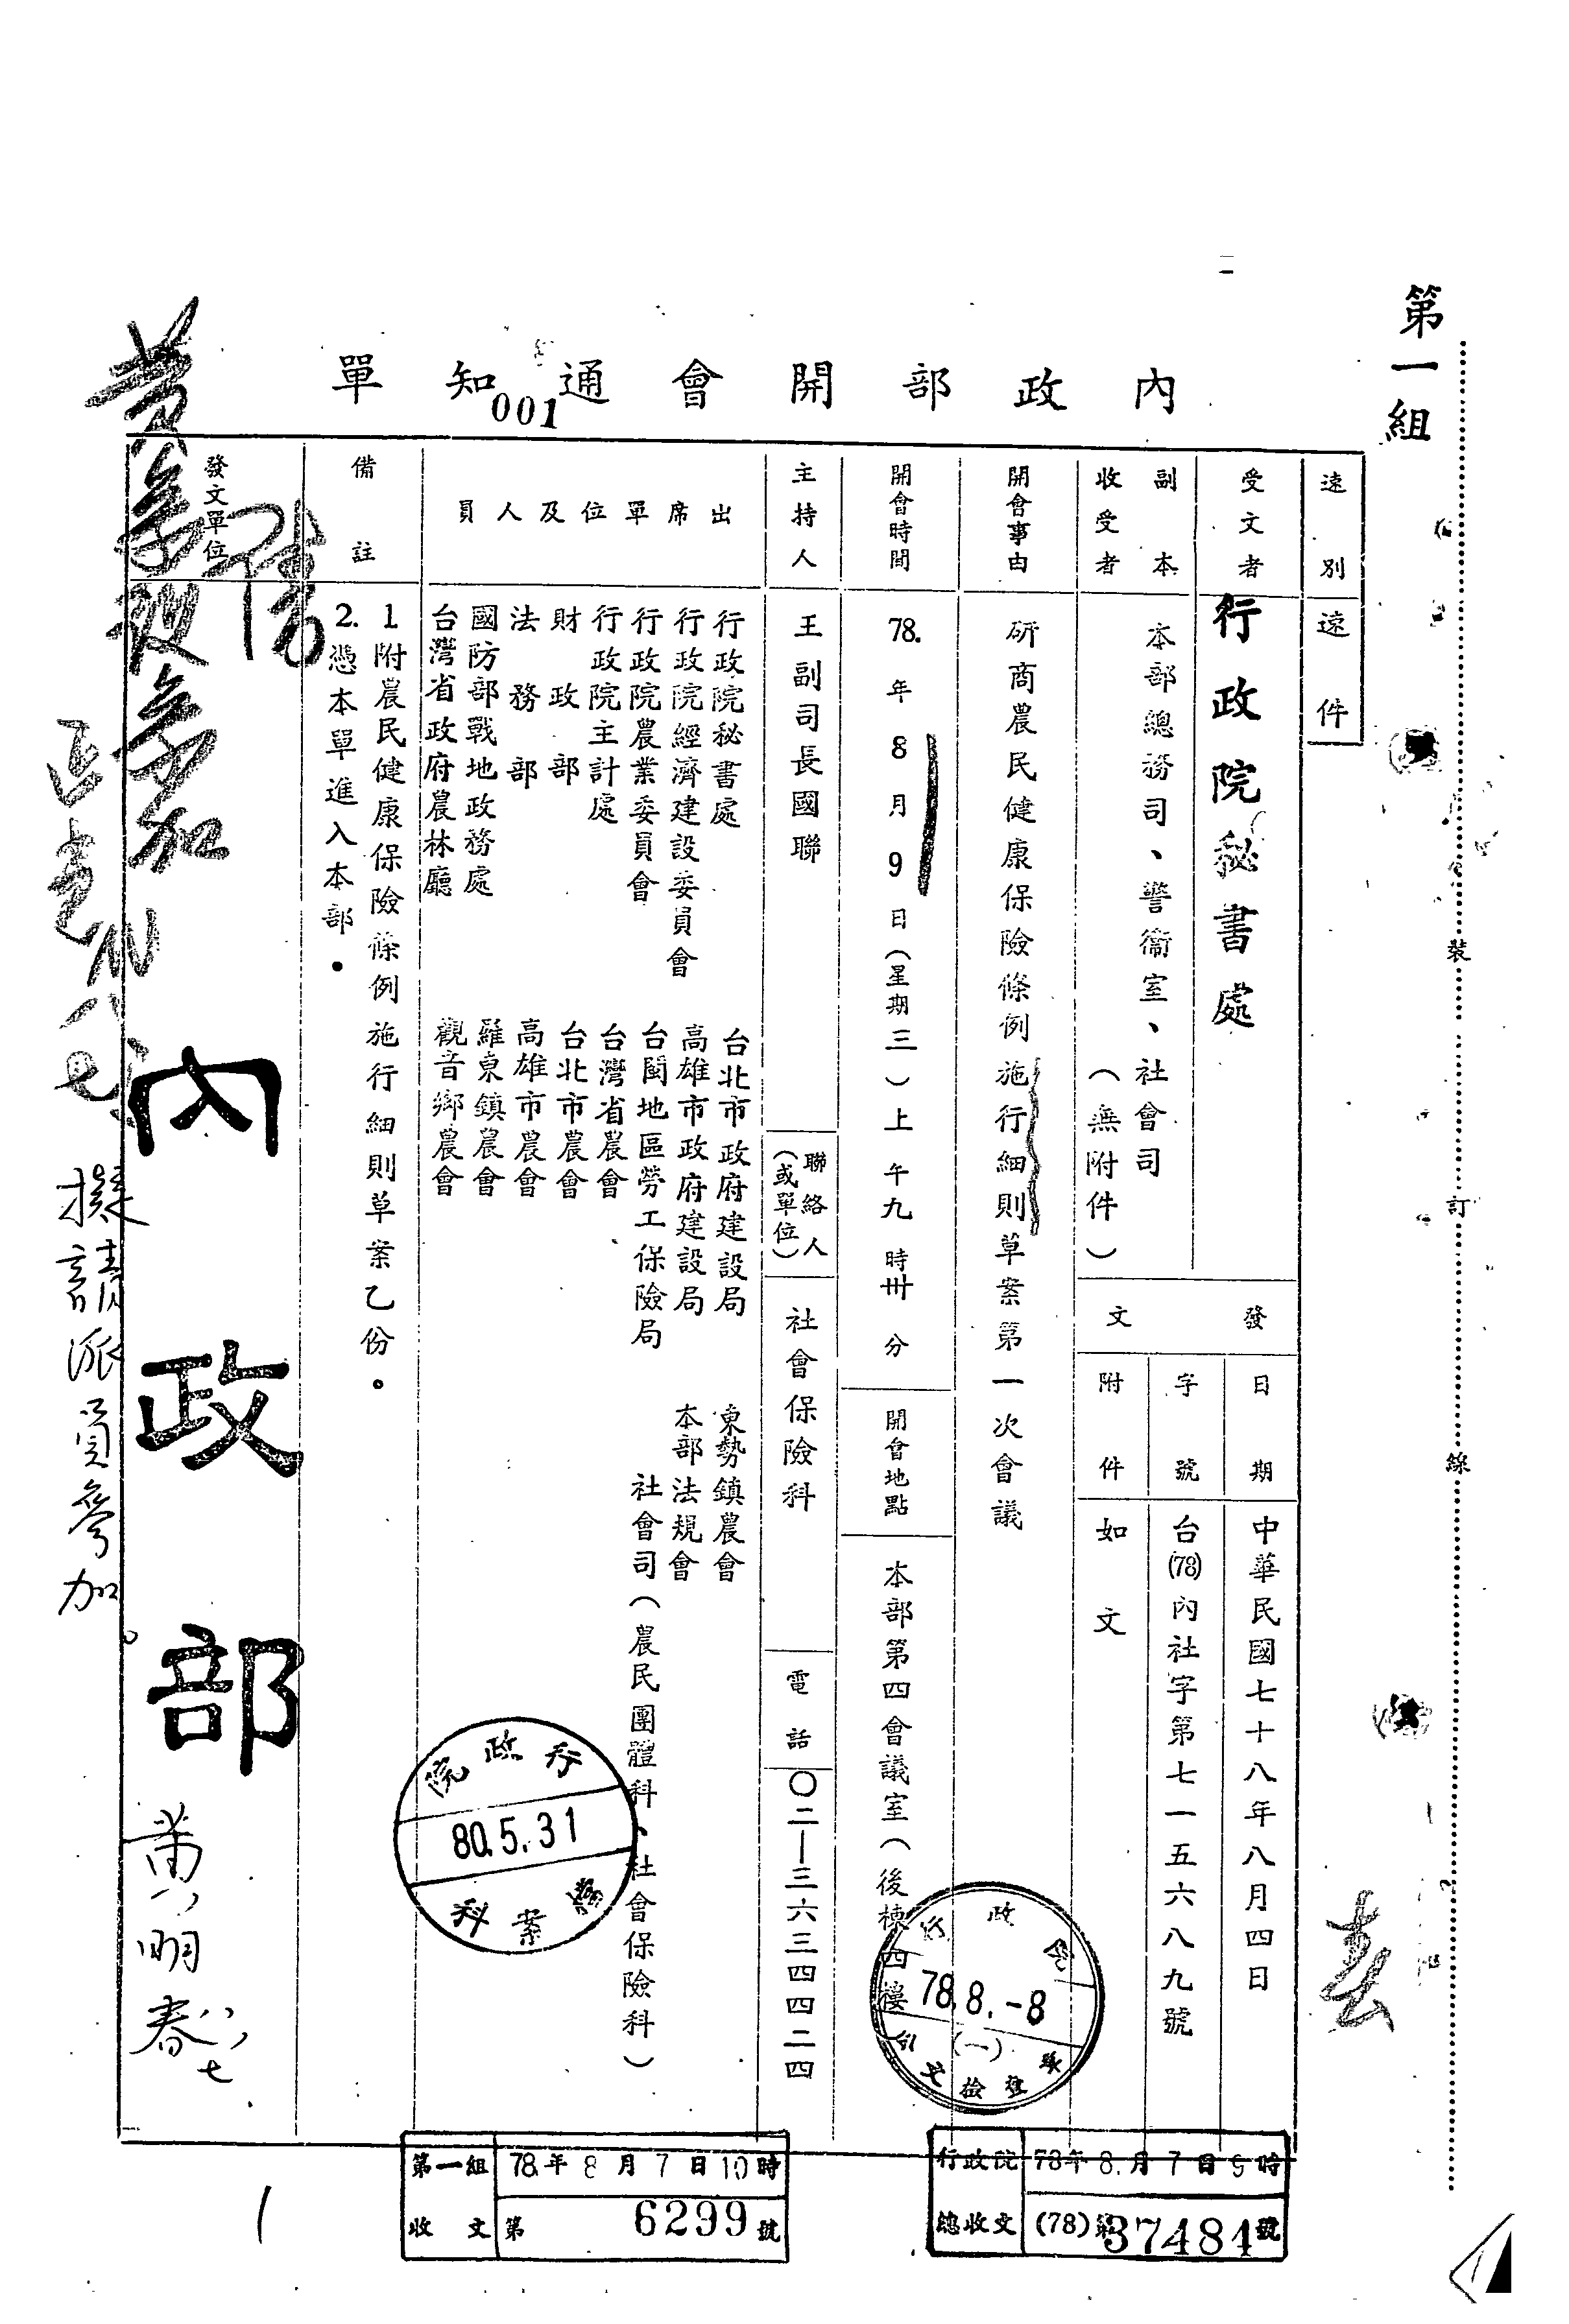 第一組
內政部開會通知單
001
速別
速件
受文者
行政院秘書處
副本
收受者
本部總務司、警衛室、社會司
(無附件)
發文
日期
中華民國七十八年八月四日
字號
台(78)內社字第七一五六八九號
附件
如文
開會事由
研商農民健康保險條例施行細則草案第一次會議
開會時間
78.年8月9日(星期三)上午九時卅分
開會地點
本部第四會議室(後棟四樓)
主持人
王副司長國聯
聯絡人
(或單位)
社會保險科
電話
〇二—三六三四四二四
出席單位及人員
行政院秘書處
行政院經濟建設委員會
行政院農業委員會
行政院主計處
財政部
法務部
國防部戰地政務處
台灣省政府農林廳
台北市政府建設局
高雄市政府建設局
台閩地區勞工保險局
台灣省農會
台北市農會
高雄市農會
羅東鎮農會
觀音鄉農會
東勢鎮農會
本部法規會
社會司(農民團體科、社會保險科)
備註
1附農民健康保險條例施行細則草案乙份。
2.憑本單進入本部。
發文單位
內政部
擬請派員參加。
黃明春
八、七
行政院
80.5.31
檔案科
78.8.-8
(一)
裝
訂
線
行政院 78年8.月7日9時
總收文 (78)第37484號
第一組 78.年8月7日10時
收文 第6299號